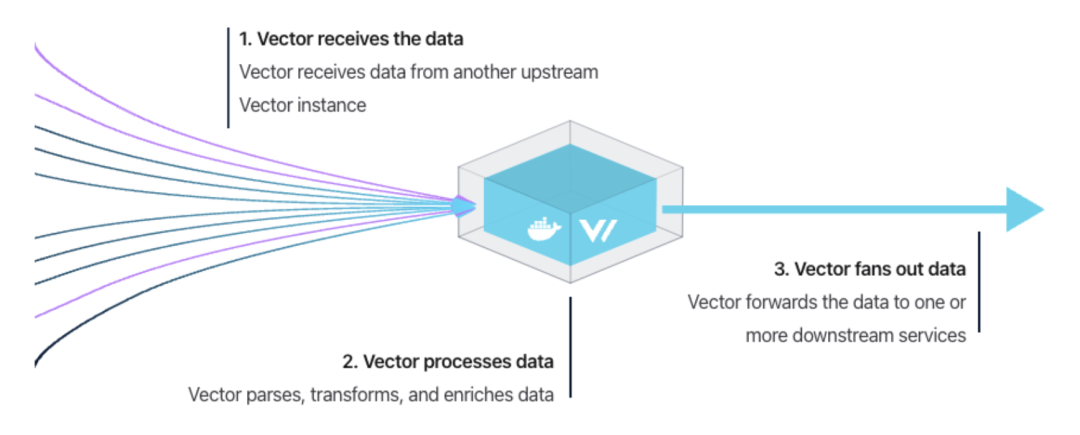 1. Vector receives the data
Vector receives data from another upstream
Vector instance
3. Vector fans out data
Vector forwards the data to one or
more downstream services
2. Vector processes data
Vector parses, transforms, and enriches data